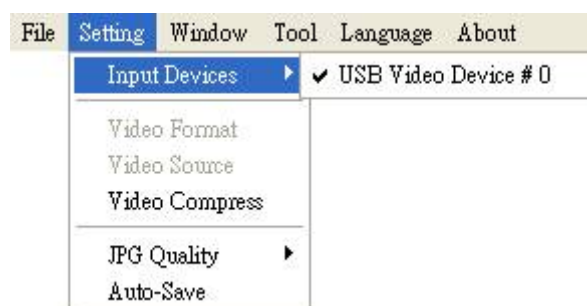 File Setting Window Tool Language About
Input Devices ✔ USB Video Device # 0
Video Format
Video Source
Video Compress
JPG Quality
Auto-Save